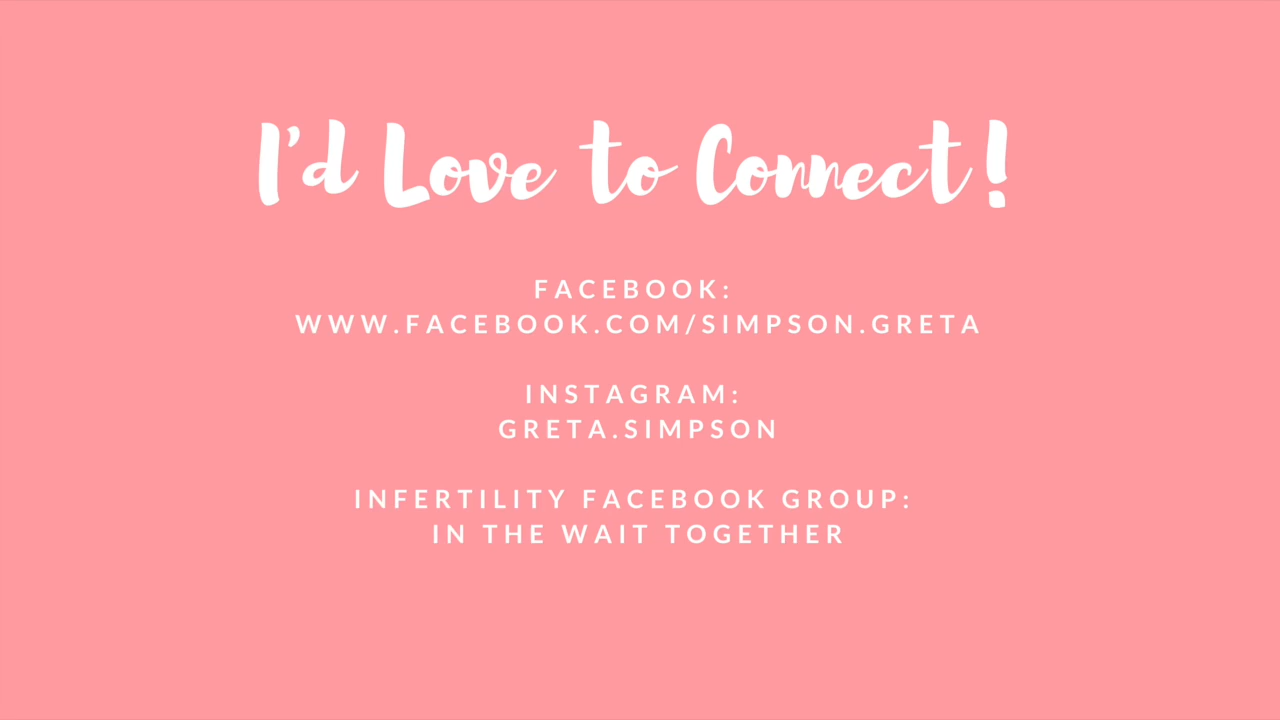 I'd Love to Connect!
FACEBOOK:
WWW.FACEBOOK.COM/SIMPSON.GRETA
INSTAGRAM:
GRETA.SIMPSON
INFERTILITY FACEBOOK GROUP:
IN THE WAIT TOGETHER